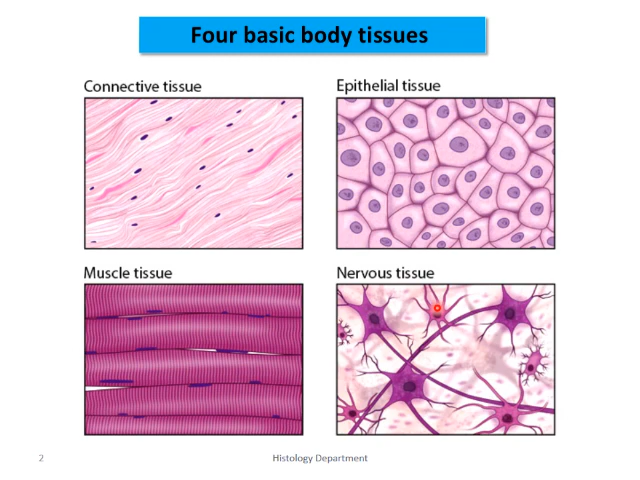 Four basic body tissues
Connective tissue
Epithelial tissue
Muscle tissue
Nervous tissue
2
Histology Department